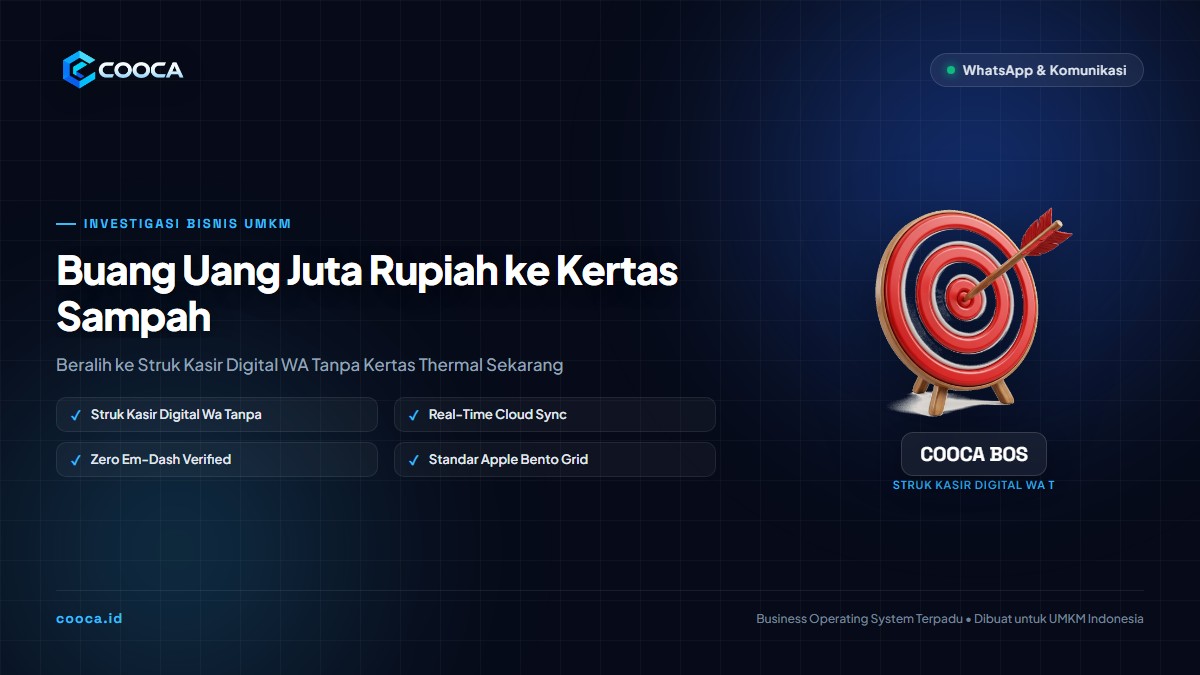 COOCA
WhatsApp & Komunikasi
INVESTIGASI BISNIS UMKM
Buang Uang Juta Rupiah ke Kertas
Sampah
Beralih ke Struk Kasir Digital WA Tanpa Kertas Thermal Sekarang
✓ Struk Kasir Digital Wa Tanpa
✓ Real-Time Cloud Sync
✓ Zero Em-Dash Verified
✓ Standar Apple Bento Grid
COOCA BOS
STRUK KASIR DIGITAL WA T
cooca.id
Business Operating System Terpadu • Dibuat untuk UMKM Indonesia